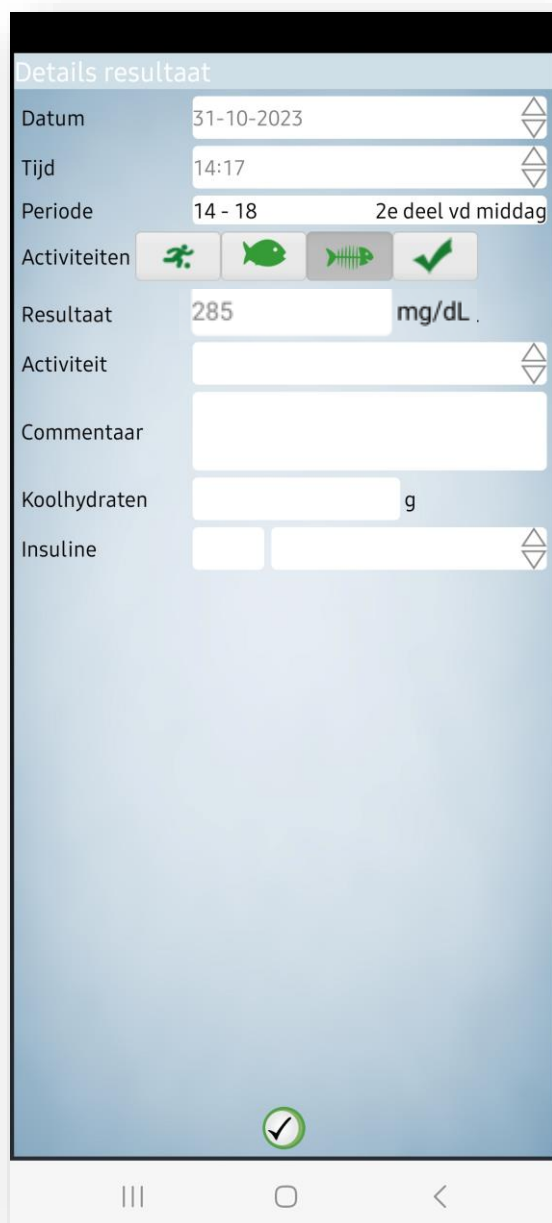 Details resultaat
Datum 31-10-2023
Tijd 14:17
Periode 14 - 18 2e deel vd middag
Activiteiten
Resultaat 285 mg/dL .
Activiteit
Commentaar
Koolhydraten g
Insuline